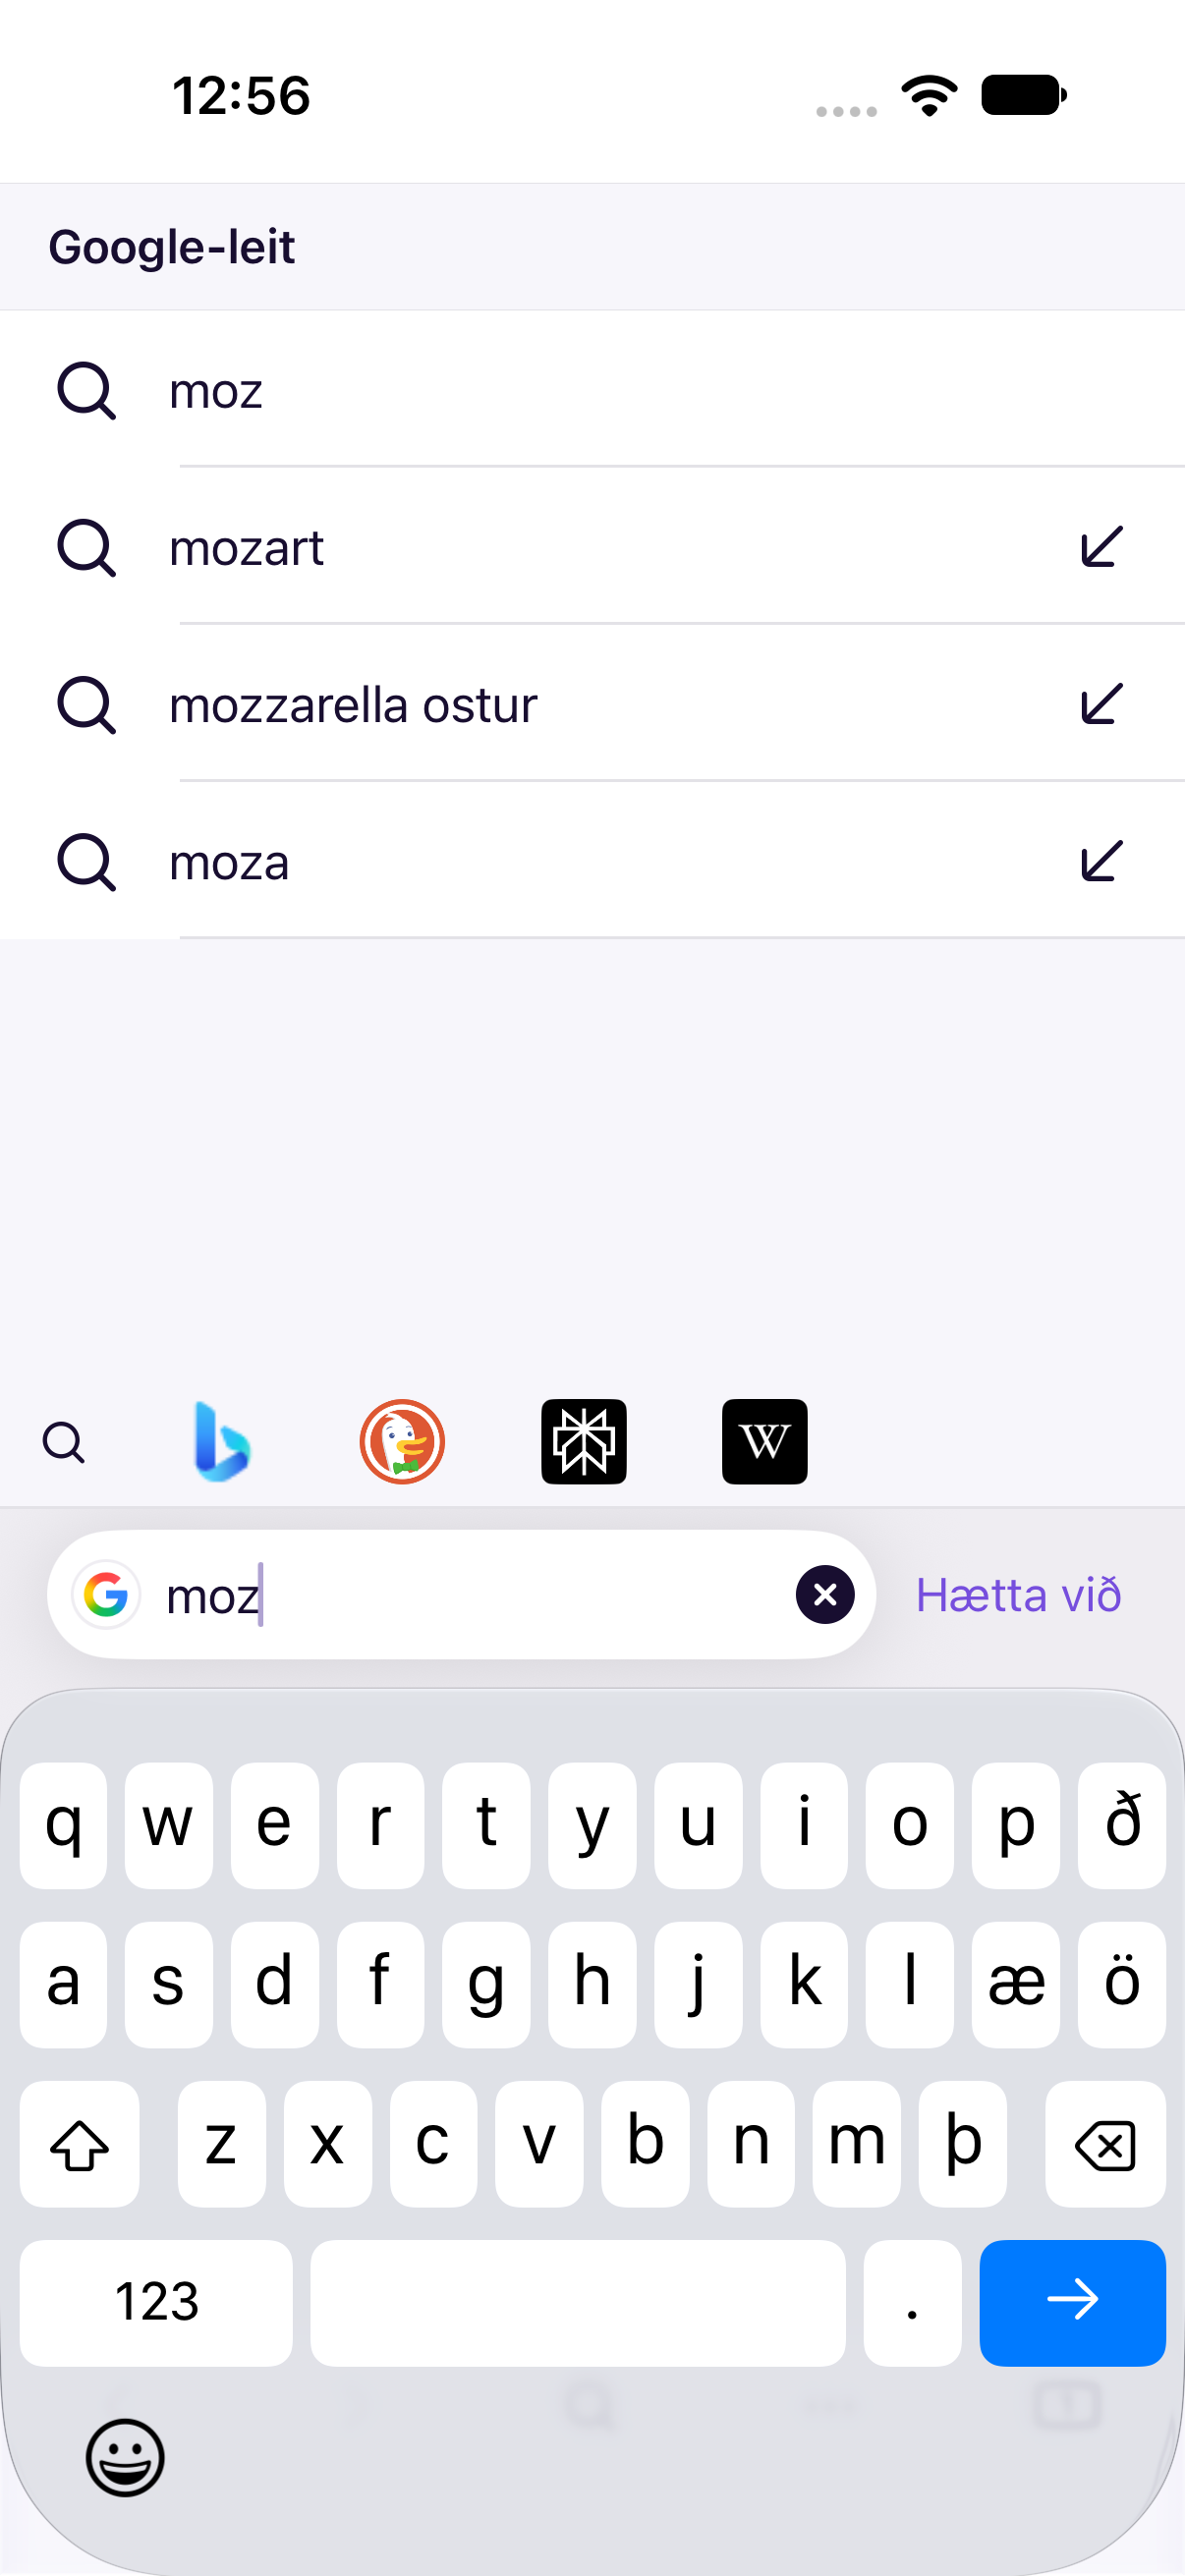 12:56
Google-leit
moz
mozart
mozzarella ostur
moza
W
moz
Hætta við
q w e r t y u i o p ð
a s d f g h j k l æ ö
z x c v b n m þ
123 .